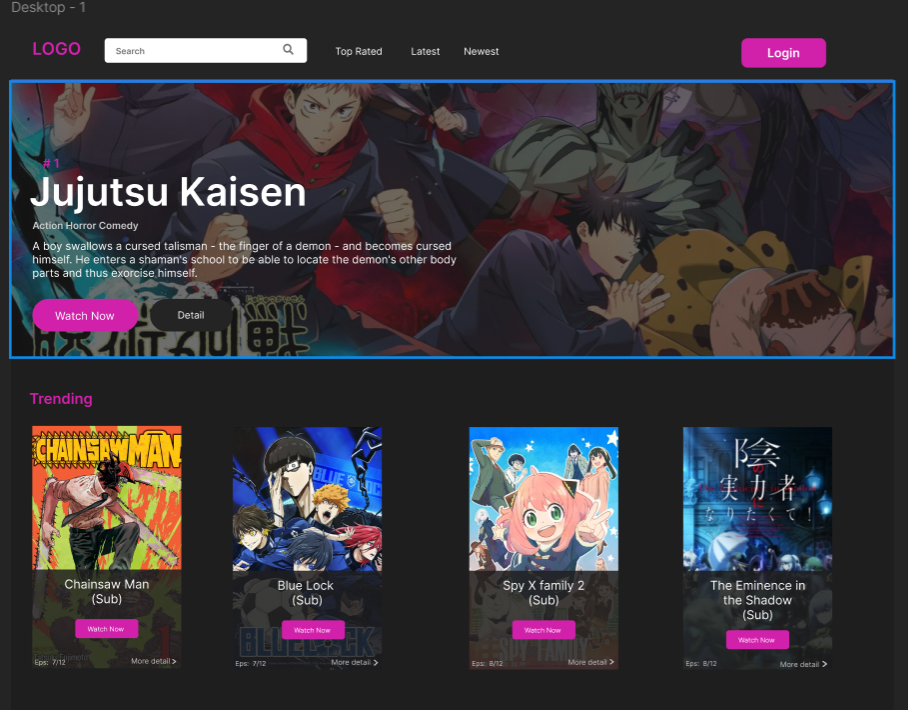 Desktop - 1
LOGO
Search
Top Rated
Latest
Newest
Login
# 1
Jujutsu Kaisen
Action Horror Comedy
A boy swallows a cursed talisman - the finger of a demon - and becomes cursed
himself. He enters a shaman's school to be able to locate the demon's other body
parts and thus exorcise himself.
Watch Now
Detail
Trending
CHAINSAW MAN
Chainsaw Man
(Sub)
Watch Now
Eps: 7/12
More detail >
BLUE LOC
Blue Lock
(Sub)
Watch Now
BLUELOCK
Eps: 7/12
More detail >
Spy X family 2
(Sub)
Watch Now
SPY FAMILY
Eps: 8/12
More detail >
陰の
実力者に
なりたくて!
The Eminence in
the Shadow
(Sub)
Watch Now
Eps: 8/12
More detail >